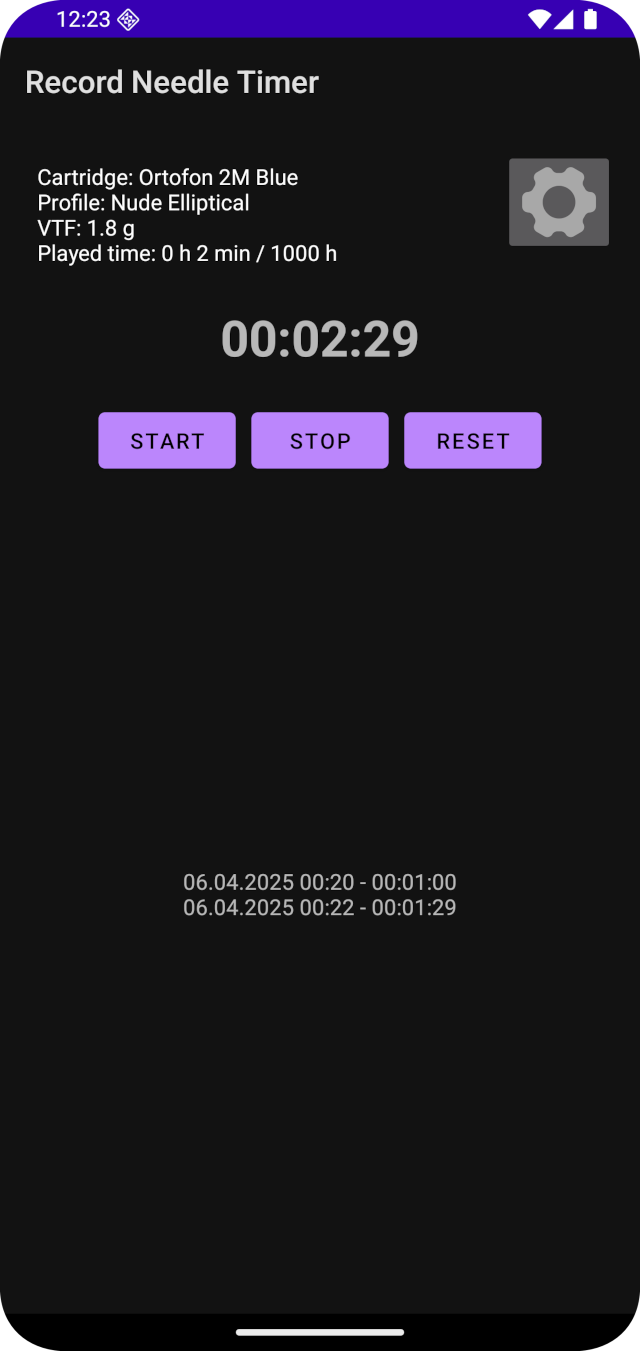 12:23
Record Needle Timer
Cartridge: Ortofon 2M Blue
Profile: Nude Elliptical
VTF: 1.8 g
Played time: 0 h 2 min / 1000 h
00:02:29
START STOP RESET
06.04.2025 00:20 - 00:01:00
06.04.2025 00:22 - 00:01:29